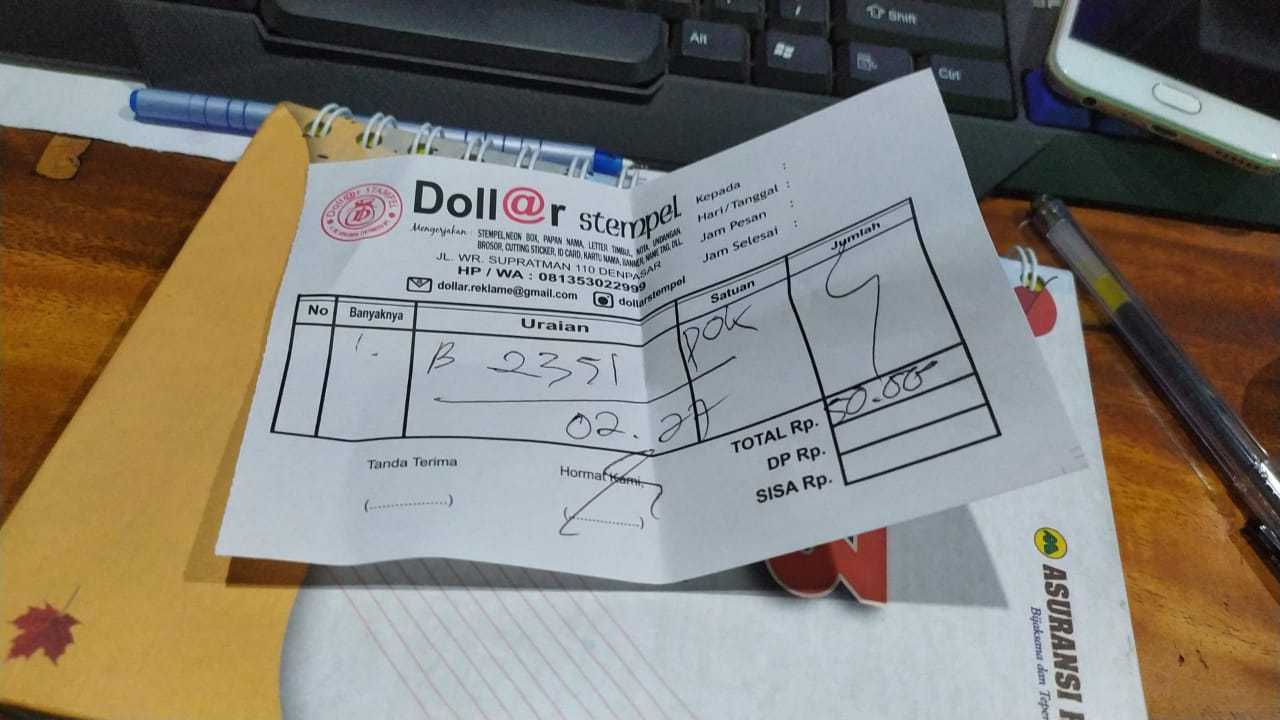 Shift
Alt
Ctrl
Doll@r stempel
Doll@r STAMPEL
Mengerjakan : STEMPEL,NEON BOX, PAPAN NAMA, LETTER TIMBUL, NOTA, UNDANGAN,
BROSOR, CUTTING STICKER, ID CARD, KARTU NAMA, BANNER, NAME TAG, DLL.
JL. WR. SUPRATMAN 110 DENPASAR
HP / WA : 081353022999
dollar.reklame@gmail.com dollarstempel
Kepada :
Hari/Tanggal :
Jam Pesan :
Jam Selesai :
No Banyaknya Uraian Satuan Jumlah
1. B 2351 POK
02.27
TOTAL Rp. 50.00
DP Rp.
SISA Rp.
Tanda Terima Hormat Kami,
(....................) (....................)
ASURANSI
Bijaksana dan